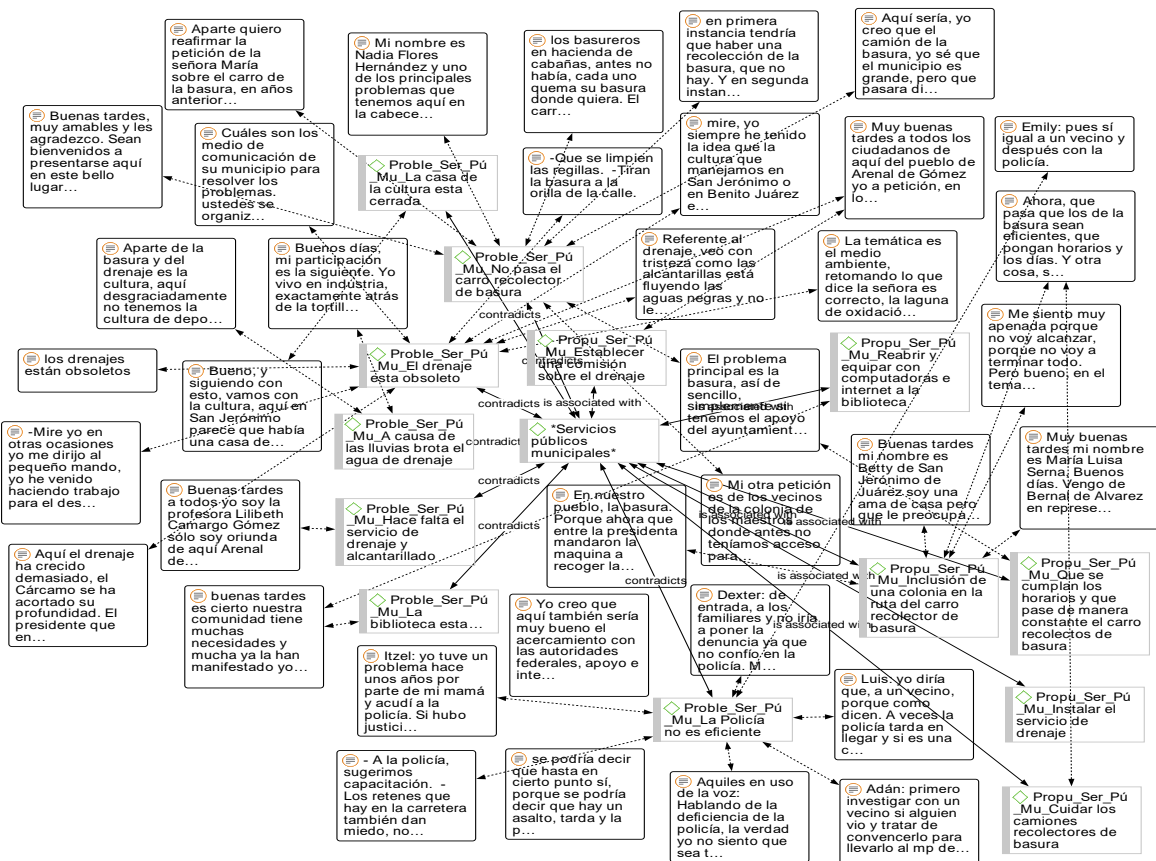 Aparte quiero
reafirmar la
petición de la
señora María
sobre el carro de
la basura, en años
anterior…
Mi nombre es
Nadia Flores
Hernández y uno
de los principales
problemas que
tenemos aquí en
la cabece…
los basureros
en hacienda de
cabañas, antes no
había, cada uno
quema su basura
donde quiera. El
carr…
en primera
instancia tendría
que haber una
recolección de la
basura, que no
hay. Y en segunda
instan…
Aquí sería, yo
creo que el
camión de la
basura, yo sé que
el municipio es
grande, pero que
pasara di…
Buenas tardes,
muy amables y les
agradezco. Sean
bienvenidos a
presentarse aquí
en este bello
lugar…
Cuáles son los
medio de
comunicación de
su municipio para
resolver los
problemas.
ustedes se
organiz…
Proble_Ser_Pú
_Mu_La casa de
la cultura esta
cerrada
-Que se limpien
las regillas. -Tiran
la basura a la
orilla de la calle.
mire, yo
siempre he tenido
la idea que la
cultura que
manejamos en
San Jerónimo o
en Benito Juárez
e…
Muy buenas
tardes a todos los
ciudadanos de
aquí del pueblo de
Arenal de Gómez
yo a petición, en
lo…
Emily: pues sí
igual a un vecino y
después con la
policía.
Ahora, que
pasa que los de la
basura sean
eficientes, que
pongan horarios y
los días. Y otra
cosa, s…
Aparte de la
basura y del
drenaje es la
cultura, aquí
desgraciadamente
no tenemos la
cultura de depo…
Buenos días,
mi participación
es la siguiente. Yo
vivo en industria,
exactamente atrás
de la tortill…
Proble_Ser_Pú
_Mu_No pasa el
carro recolector
de basura
Referente al
drenaje, veo con
tristeza como las
alcantarillas está
fluyendo las
aguas negras y no
le…
La temática es
el medio
ambiente,
retomando lo que
dice la señora es
correcto, la laguna
de oxidació…
Me siento muy
apenada porque
no voy alcanzar,
porque no voy a
terminar todo.
Pero bueno, en el
tema…
contradicts
los drenajes
están obsoletos
Bueno, y
siguiendo con
esto, vamos con
la cultura, aquí en
San Jerónimo
parece que había
una casa de…
Proble_Ser_Pú
_Mu_El drenaje
esta obsoleto
Propu_Ser_Pú
_Mu_Establecer
una comisión
sobre el drenaje
contradicts
El problema
principal es la
basura, así de
sencillo,
simplemente si
tenemos el apoyo
del ayuntamient…
Propu_Ser_Pú
_Mu_Reabrir y
equipar con
computadoras e
internet a la
biblioteca
is associated with
contradicts
is associated with
-Mire yo en
otras ocasiones
yo me dirijo al
pequeño mando,
yo he venido
haciendo trabajo
para el des…
Proble_Ser_Pú
_Mu_A causa de
las lluvias brota el
agua de drenaje
contradicts
*Servicios
públicos
municipales*
Buenas tardes
mi nombre es
Betty de San
Jerónimo de
Juárez soy una
ama de casa pero
que le preocupa…
Muy buenas
tardes mi nombre
es María Luisa
Serna. Buenos
días. Vengo de
Bernal de Alvarez
en represe…
contradicts
Buenas tardes
a todos yo soy la
profesora Lilibeth
Camargo Gómez
sólo soy oriunda
de aquí Arenal
de…
Proble_Ser_Pú
_Mu_Hace falta el
servicio de
drenaje y
alcantarillado
contradicts
En nuestro
pueblo, la basura.
Porque ahora que
entre la presidenta
mandaron la
maquina a
recoger la…
Mi otra petición
es de los vecinos
de la colonia de
los maestros
donde antes no
teníamos acceso
para…
is associated with
is associated with
Aquí el drenaje
ha crecido
demasiado, el
Cárcamo se ha
acortado su
profundidad. El
presidente que
en…
buenas tardes
es cierto nuestra
comunidad tiene
muchas
necesidades y
mucha ya la han
manifestado yo…
Proble_Ser_Pú
_Mu_La
biblioteca esta…
contradicts
is associated with
Propu_Ser_Pú
_Mu_Inclusión de
una colonia en la
ruta del carro
recolector de
basura
Propu_Ser_Pú
_Mu_Que se
cumplan los
horarios y que
pase de manera
constante el carro
recolectos de
basura
Yo creo que
aquí también sería
muy bueno el
acercamiento con
las autoridades
federales, apoyo e
inte…
Dexter: de
entrada, a los
familiares y no iría
a poner la
denuncia ya que
no confío en la
policía. M…
is associated with
Itzel: yo tuve un
problema hace
unos años por
parte de mi mamá
y acudí a la
policía. Si hubo
justici…
Proble_Ser_Pú
_Mu_La Policía
no es eficiente
Luis: yo diría
que, a un vecino,
porque como
dicen. A veces la
policía tarda en
llegar y si es una
c…
Propu_Ser_Pú
_Mu_Instalar el
servicio de
drenaje
- A la policía,
sugerimos
capacitación. -
Los retenes que
hay en la carretera
también dan
miedo, no…
se podría decir
que hasta en
cierto punto sí,
porque se podría
decir que hay un
asalto, tarda y la
p…
Aquiles en uso
de la voz:
Hablando de la
deficiencia de la
policía, la verdad
yo no siento que
sea t…
Adán: primero
investigar con un
vecino si alguien
vio y tratar de
convencerlo para
llevarlo al mp de…
Propu_Ser_Pú
_Mu_Cuidar los
camiones
recolectores de
basura